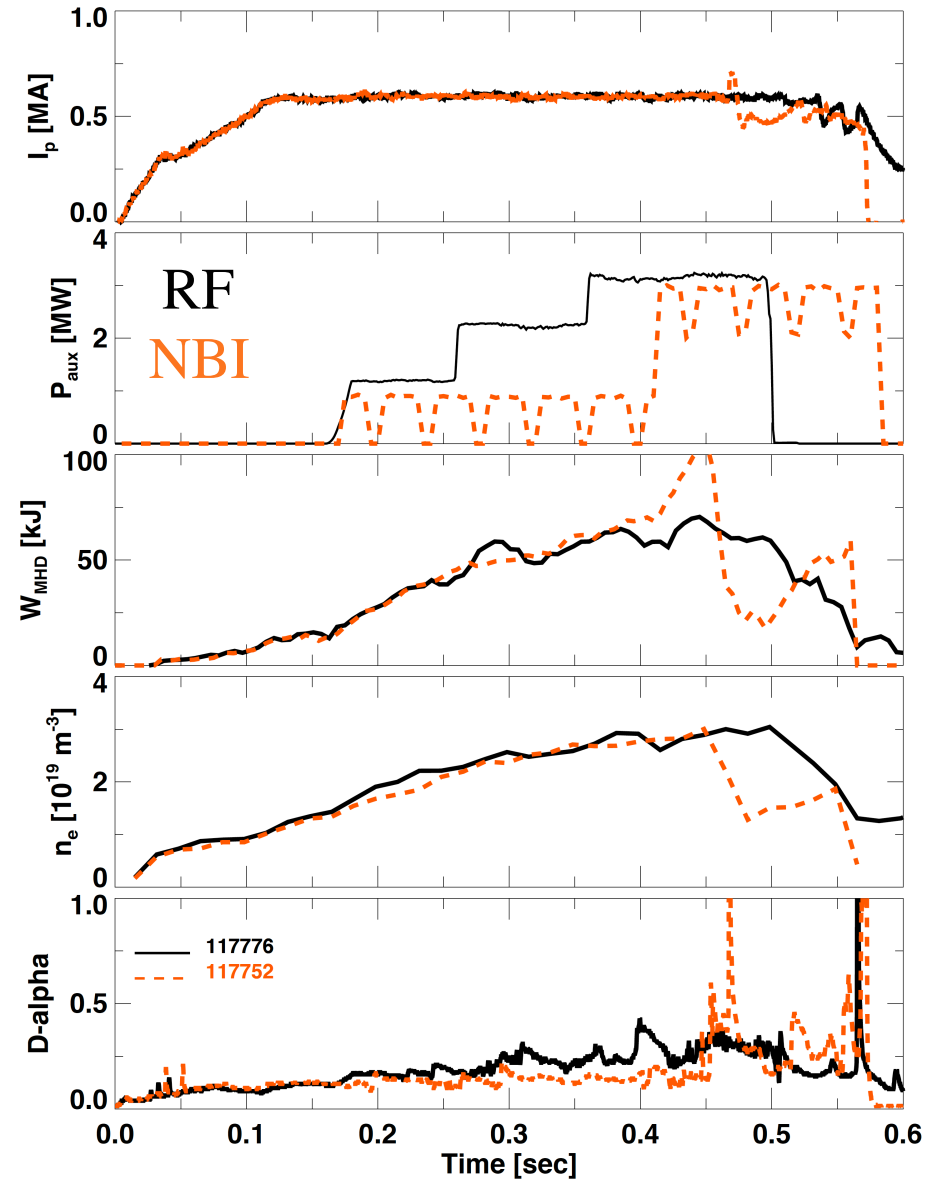 1.0
0.5
0.0
I_p [MA]
4
2
0
P_aux [MW]
RF
NBI
100
50
0
W_MHD [kJ]
4
2
0
n_e [10^19 m^-3]
1.0
0.5
0.0
D-alpha
117776
117752
0.0 0.1 0.2 0.3 0.4 0.5 0.6
Time [sec]